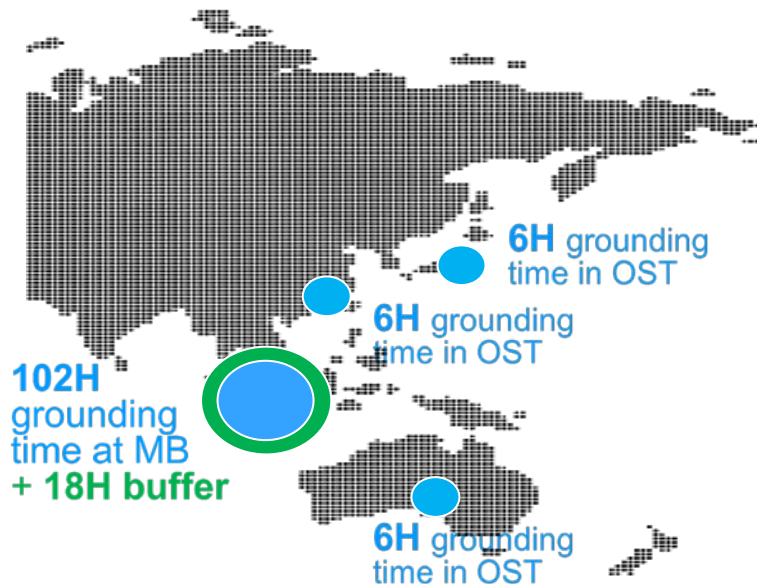 6H grounding
time in OST
6H grounding
time in OST
102H
grounding
time at MB
+ 18H buffer
6H grounding
time in OST